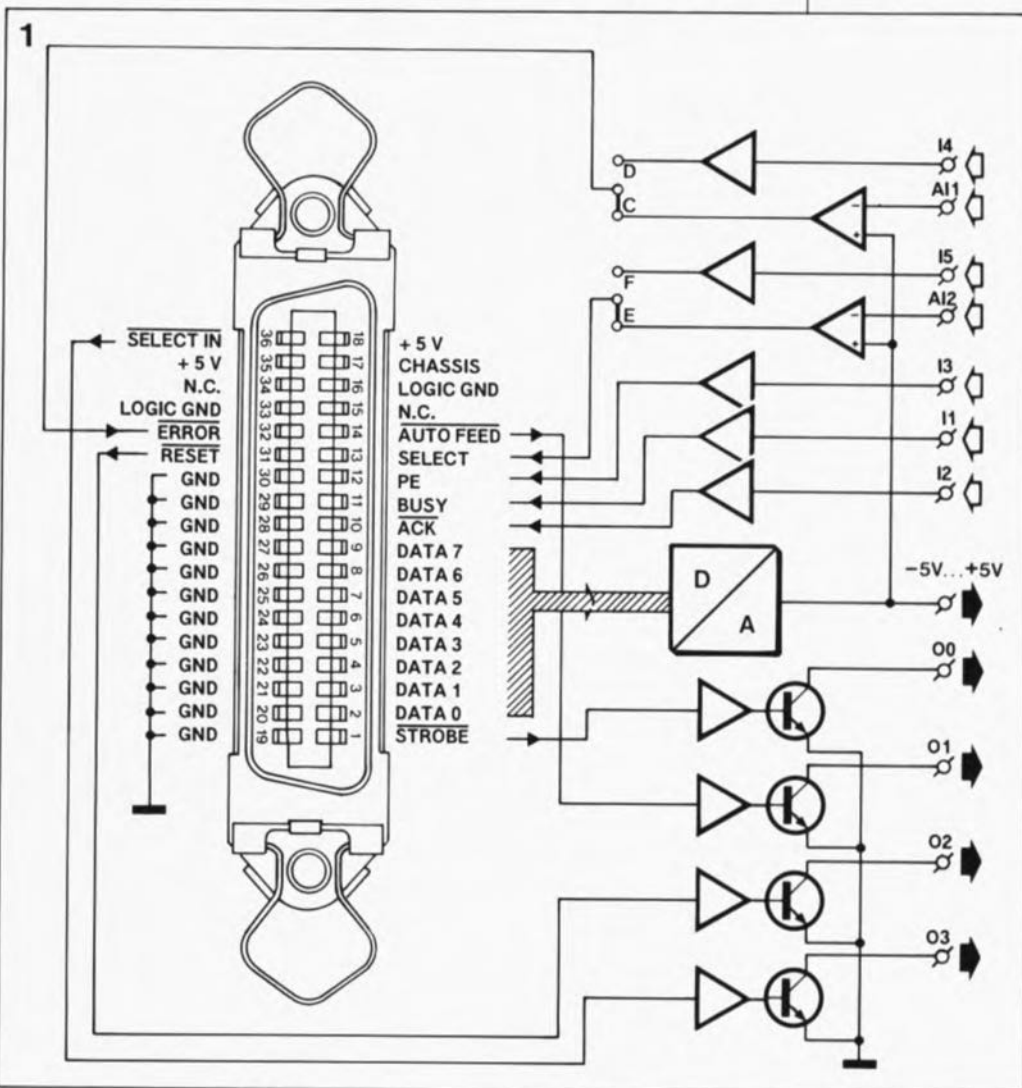 1
I4
D
AI1
C
I5
F
AI2
E
I3
I1
I2
SELECT IN
+ 5 V
N.C.
LOGIC GND
ERROR
RESET
GND
GND
GND
GND
GND
GND
GND
GND
GND
GND
GND
GND
36
35
34
33
32
31
30
29
28
27
26
25
24
23
22
21
20
19
18
17
16
15
14
13
12
11
10
9
8
7
6
5
4
3
2
1
+ 5 V
CHASSIS
LOGIC GND
N.C.
AUTO FEED
SELECT
PE
BUSY
ACK
DATA 7
DATA 6
DATA 5
DATA 4
DATA 3
DATA 2
DATA 1
DATA 0
STROBE
D
A
−5V...+5V
O0
O1
O2
O3